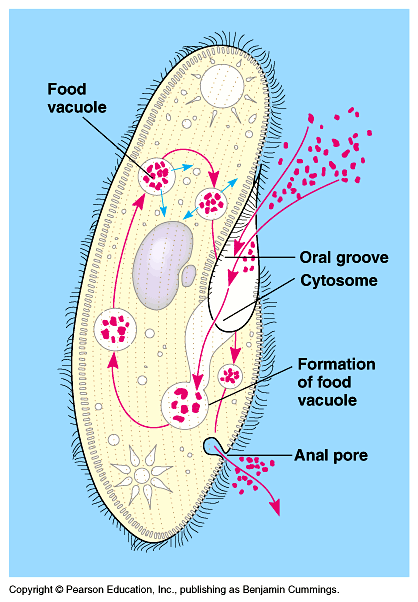 Food
vacuole
Oral groove
Cytosome
Formation
of food
vacuole
Anal pore
Copyright © Pearson Education, Inc., publishing as Benjamin Cummings.